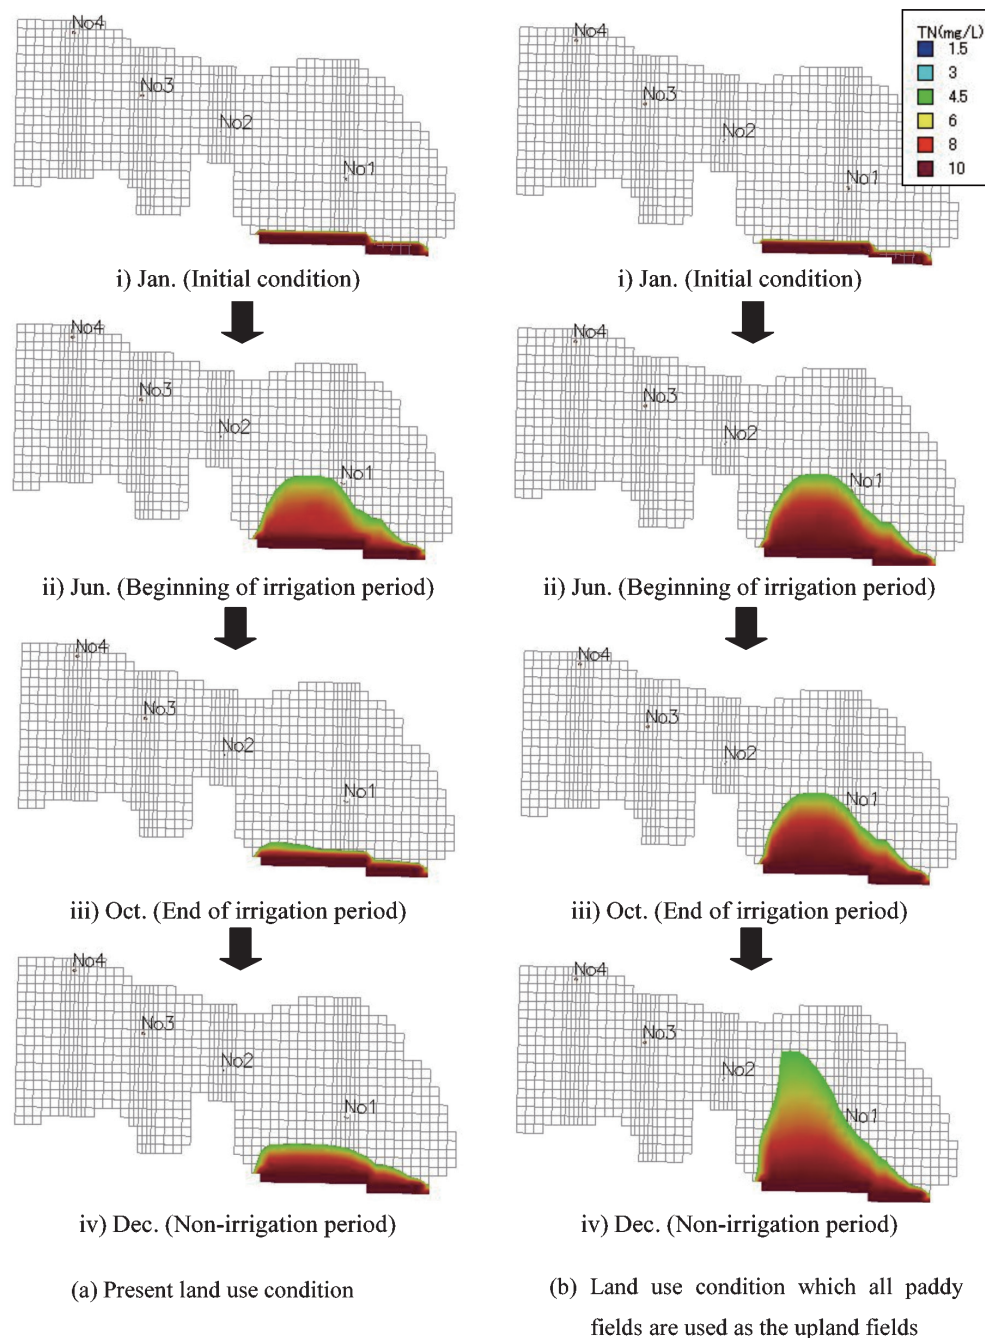 No4
No3
No2
No1
i) Jan. (Initial condition)
No4
No3
No2
No1
i) Jan. (Initial condition)
TN(mg/L)
1.5
3
4.5
6
8
10
No4
No3
No2
No1
ii) Jun. (Beginning of irrigation period)
No4
No3
No2
No1
ii) Jun. (Beginning of irrigation period)
No4
No3
No2
No1
iii) Oct. (End of irrigation period)
No4
No3
No2
No1
iii) Oct. (End of irrigation period)
No4
No3
No2
No1
iv) Dec. (Non-irrigation period)
No4
No3
No2
No1
iv) Dec. (Non-irrigation period)
(a) Present land use condition
(b) Land use condition which all paddy
fields are used as the upland fields